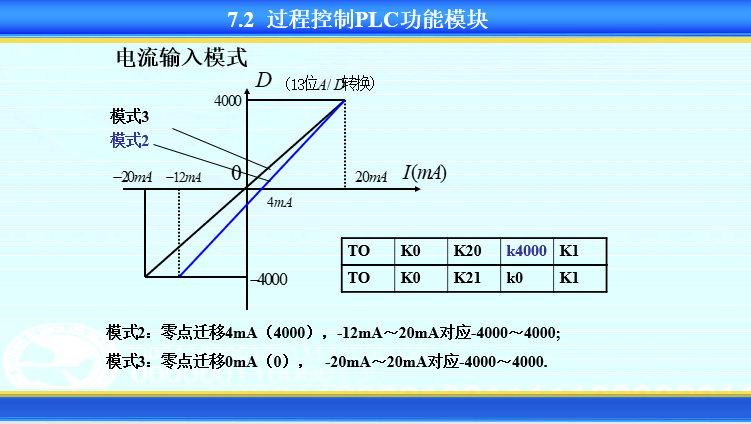 7.2 过程控制PLC功能模块
电流输入模式
D (13位A/D转换)
4000
模式3
模式2
0
-20mA -12mA 20mA I(mA)
4mA
TO K0 K20 k4000 K1
TO K0 K21 k0 K1
-4000
模式2：零点迁移4mA（4000），-12mA～20mA对应-4000～4000;
模式3：零点迁移0mA（0）， -20mA～20mA对应-4000～4000.